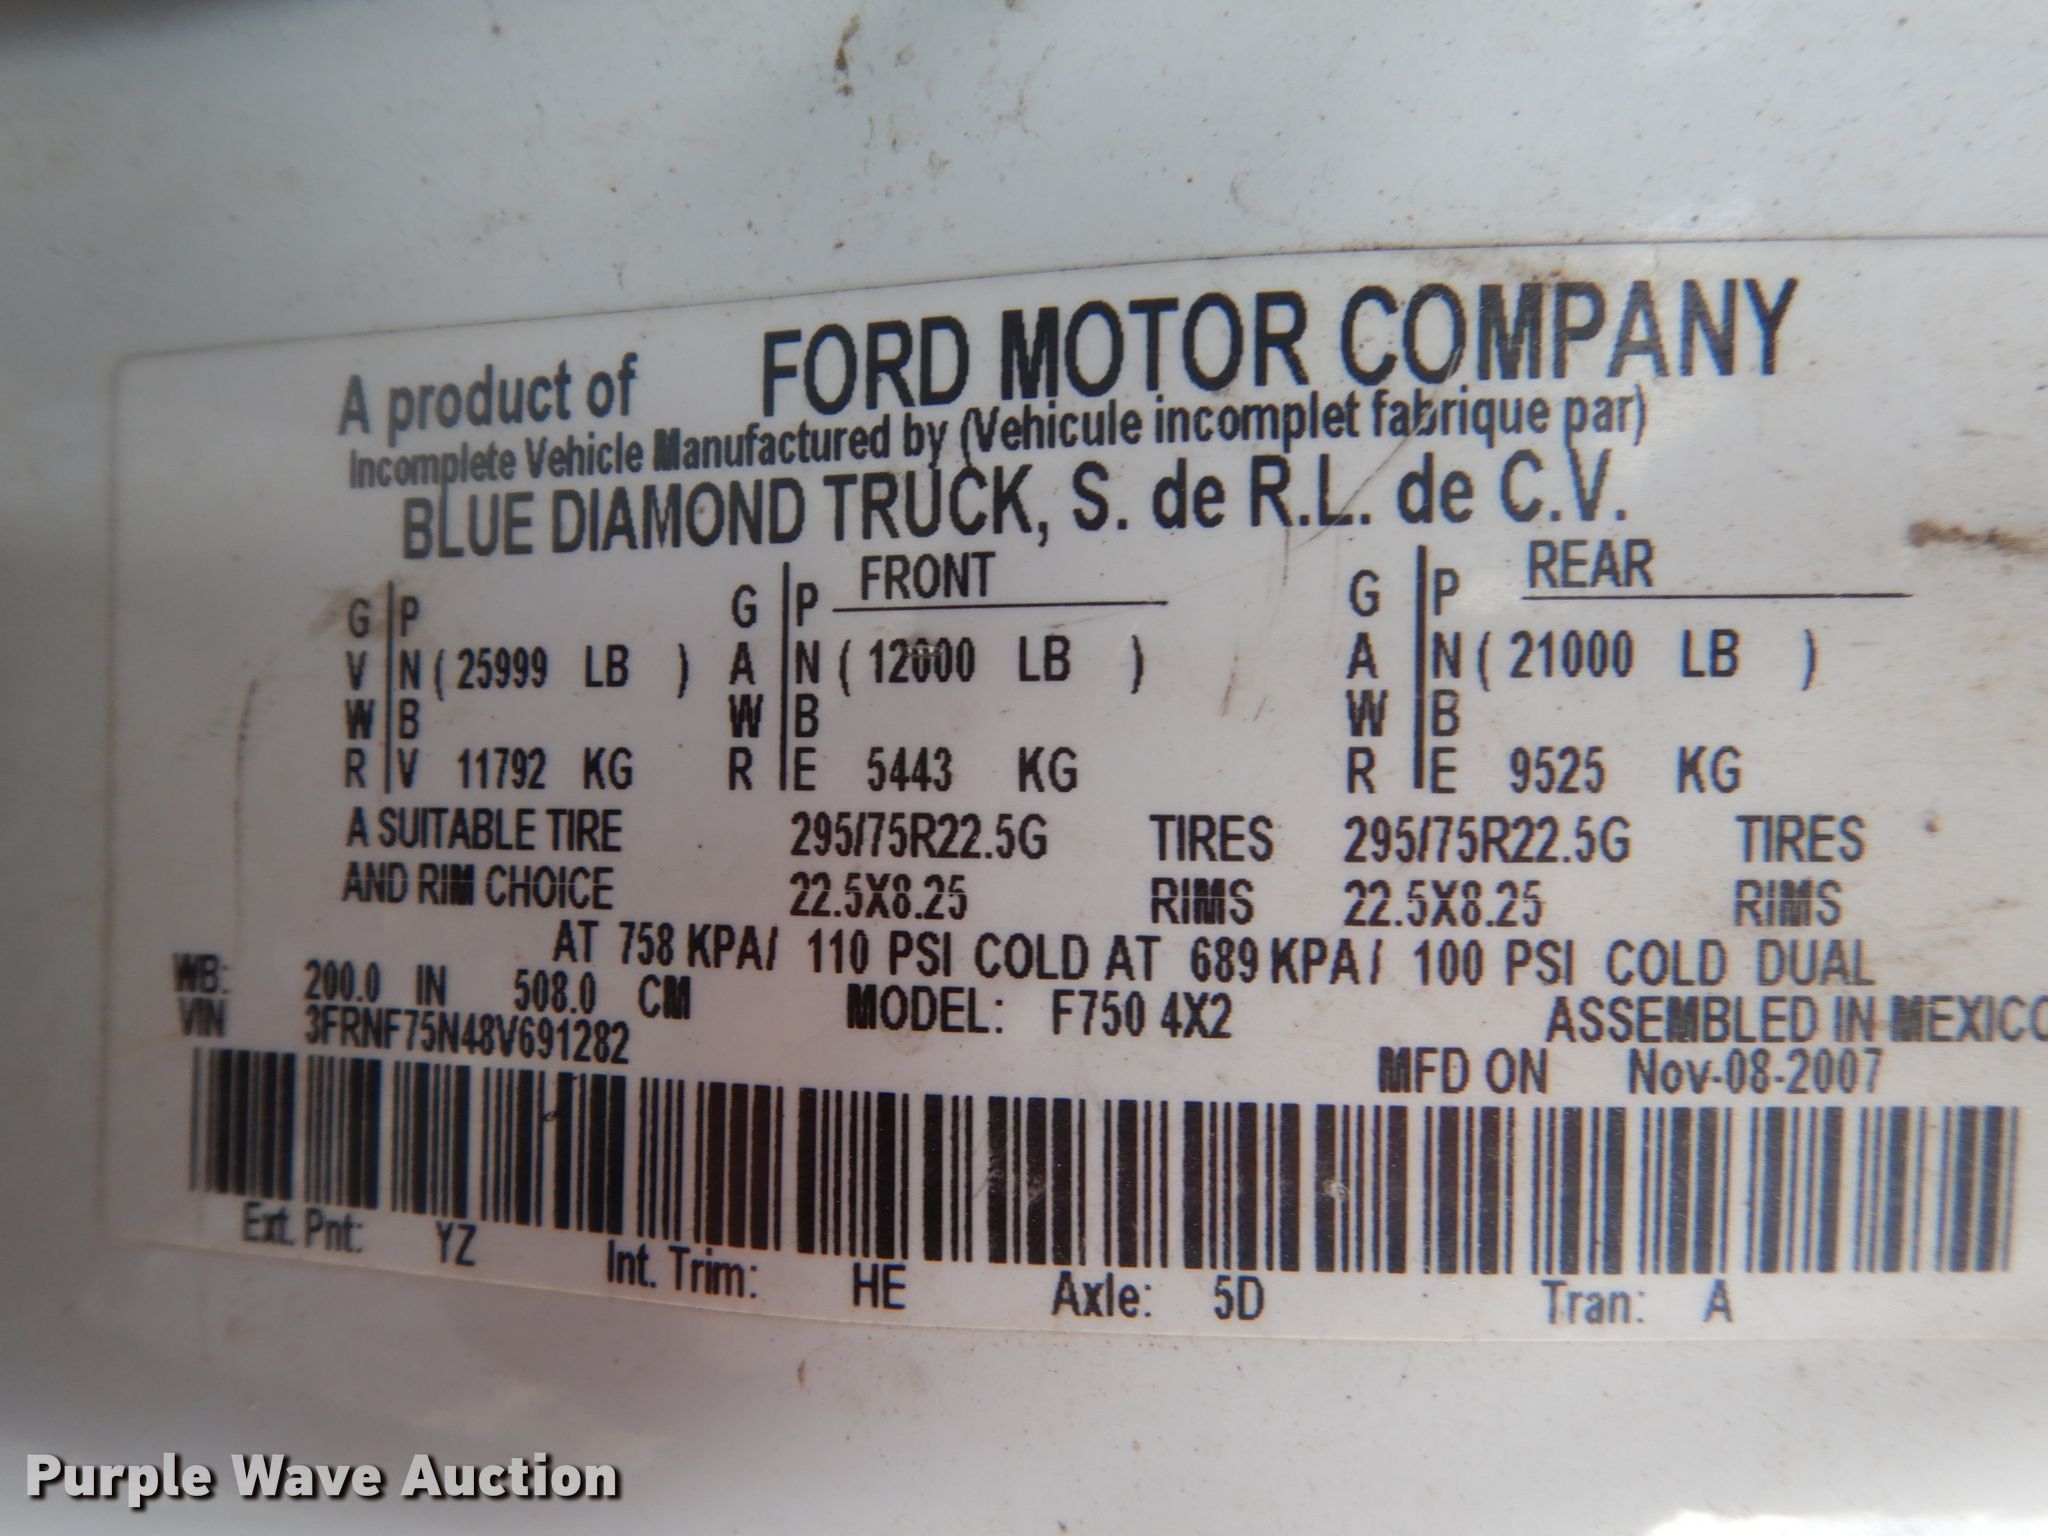 A product of FORD MOTOR COMPANY
Incomplete Vehicle Manufactured by (Vehicule incomplet fabrique par)
BLUE DIAMOND TRUCK, S. de R.L. de C.V.
G P G P FRONT G P REAR
V N ( 25999 LB ) A N ( 12000 LB ) A N ( 21000 LB )
W B W B W B
R V 11792 KG R E 5443 KG R E 9525 KG
A SUITABLE TIRE 295/75R22.5G TIRES 295/75R22.5G TIRES
AND RIM CHOICE 22.5X8.25 RIMS 22.5X8.25 RIMS
AT 758 KPA/ 110 PSI COLD AT 689 KPA/ 100 PSI COLD DUAL
WB: 200.0 IN 508.0 CM MODEL: F750 4X2 ASSEMBLED IN MEXICO
VIN 3FRNF75N48V691282 MFD ON Nov-08-2007
Ext. Pnt: YZ Int. Trim: HE Axle: 5D Tran: A
Purple Wave Auction